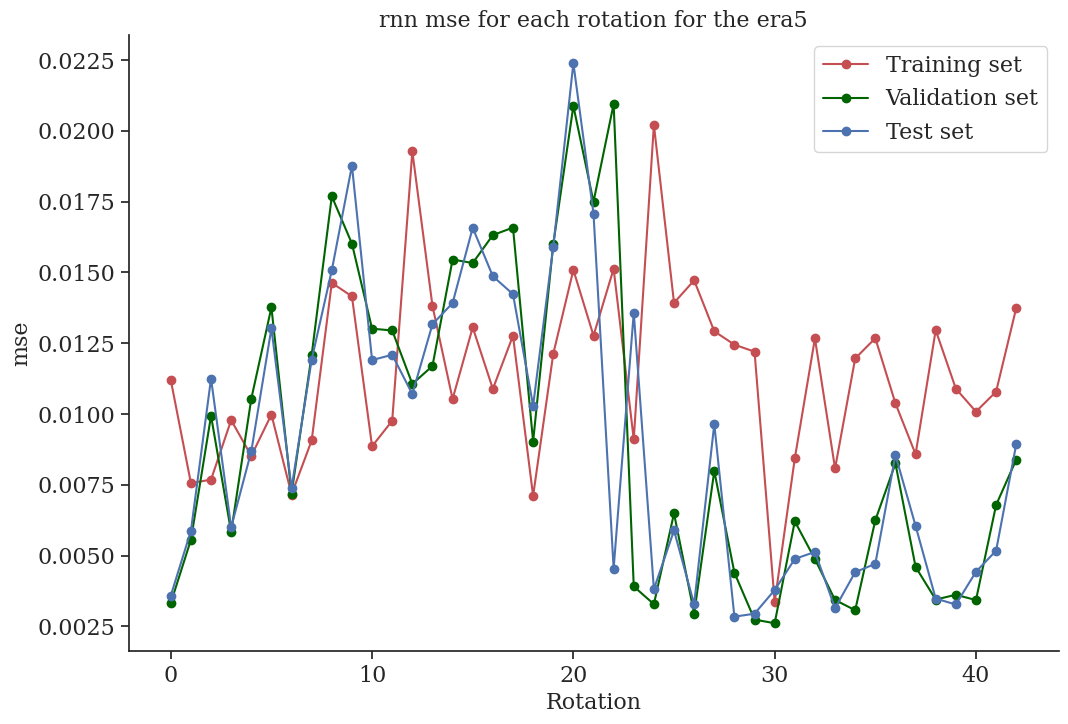 rnn mse for each rotation for the era5
Training set
Validation set
Test set
0.0225
0.0200
0.0175
0.0150
0.0125
0.0100
0.0075
0.0050
0.0025
mse
0 10 20 30 40
Rotation